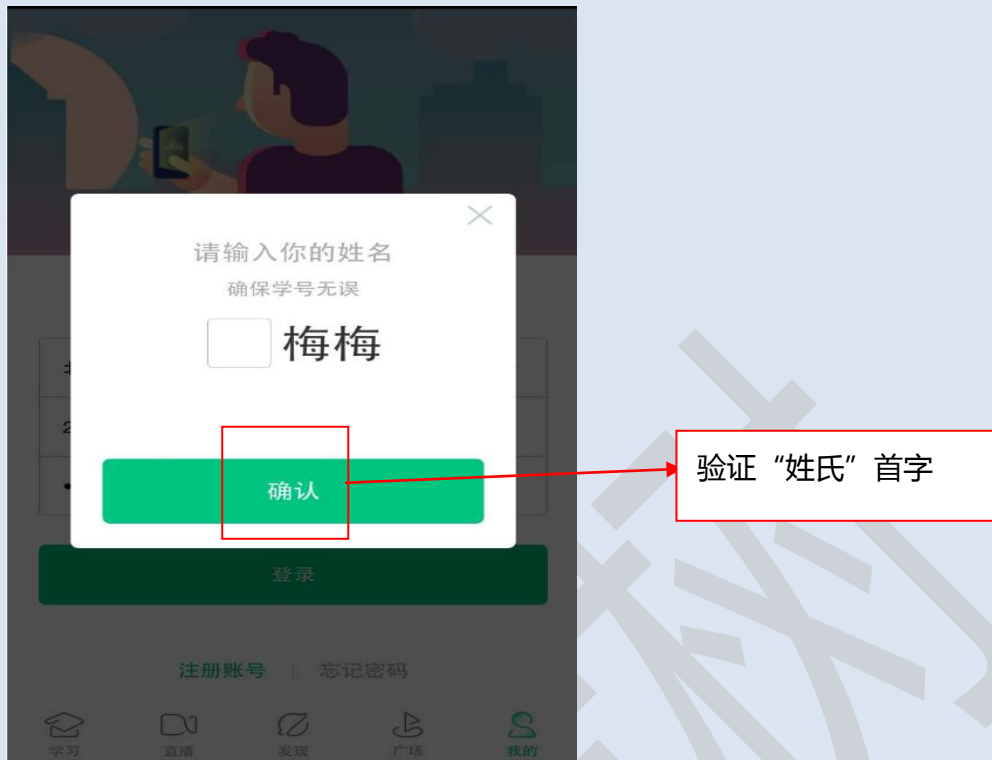 请输入你的姓名
确保学号无误
梅梅
确认
验证“姓氏”首字
登录
注册账号 忘记密码
学习 直播 发现 广场 我的
树